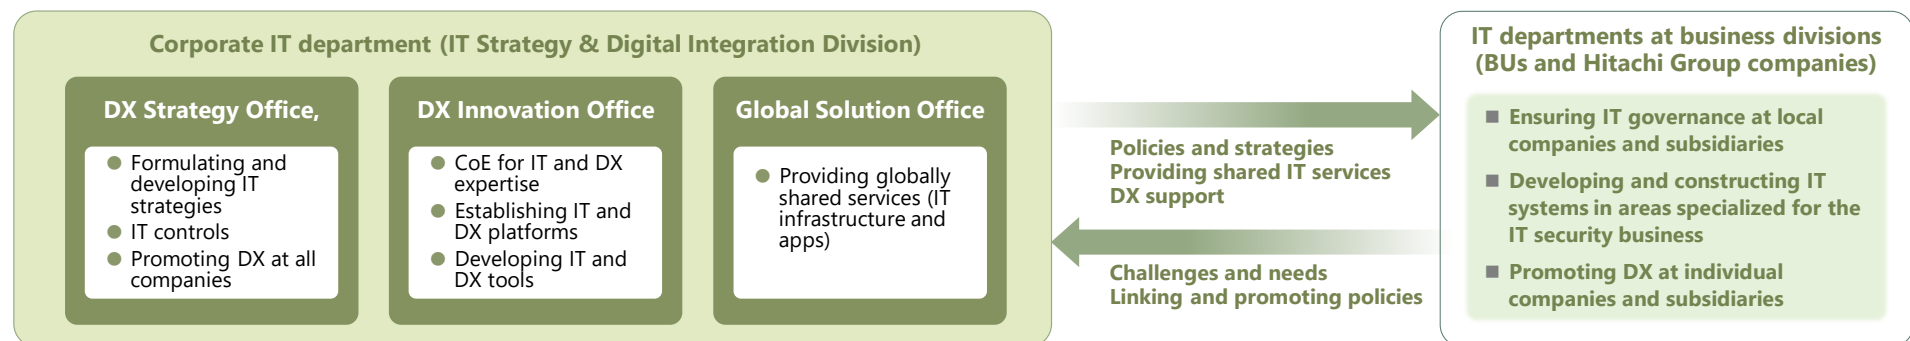 Corporate IT department (IT Strategy & Digital Integration Division)
DX Strategy Office,
Formulating and
developing IT
strategies
IT controls
Promoting DX at all
companies
DX Innovation Office
CoE for IT and DX
expertise
Establishing IT and
DX platforms
Developing IT and
DX tools
Global Solution Office
Providing globally
shared services (IT
infrastructure and
apps)
Policies and strategies
Providing shared IT services
DX support
Challenges and needs
Linking and promoting policies
IT departments at business divisions
(BUs and Hitachi Group companies)
Ensuring IT governance at local
companies and subsidiaries
Developing and constructing IT
systems in areas specialized for the
IT security business
Promoting DX at individual
companies and subsidiaries